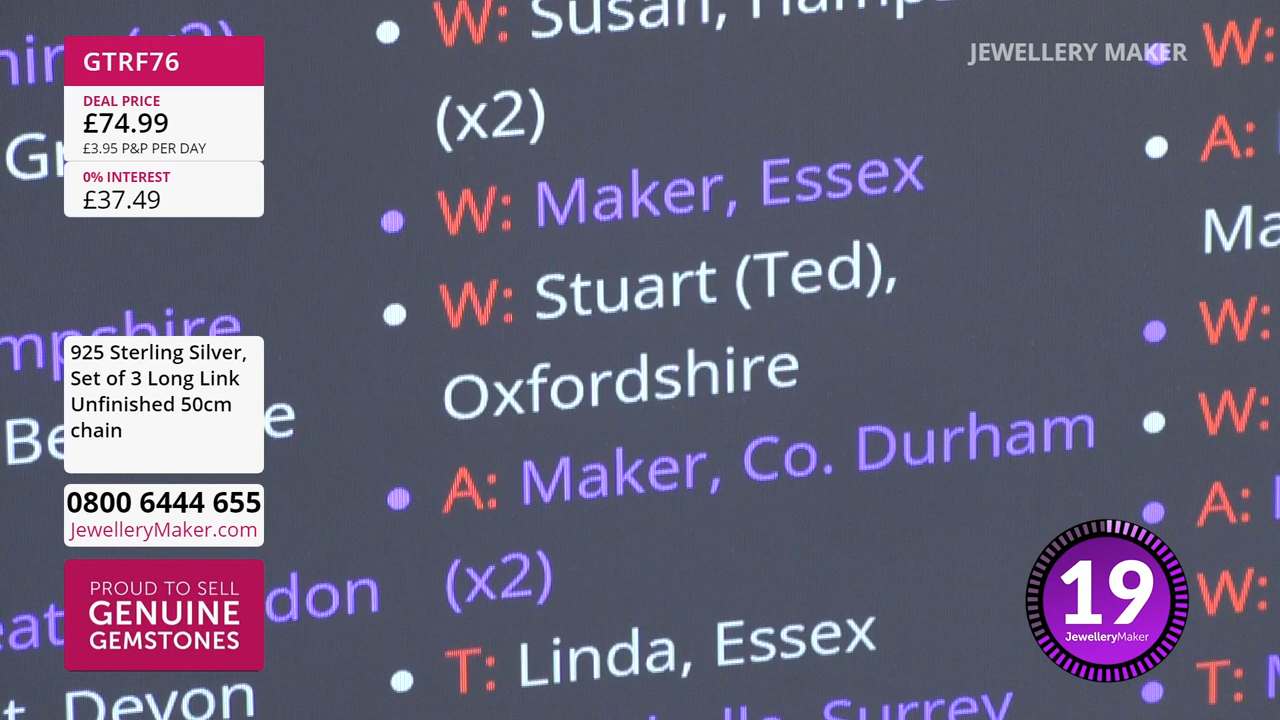 GTRF76
DEAL PRICE
£74.99
£3.95 P&P PER DAY
0% INTEREST
£37.49
925 Sterling Silver,
Set of 3 Long Link
Unfinished 50cm
chain
0800 6444 655
JewelleryMaker.com
PROUD TO SELL
GENUINE
GEMSTONES
Devon
W: Susan,
(x2)
W: Maker, Essex
W: Stuart (Ted),
Oxfordshire
A: Maker, Co. Durham
(x2)
T: Linda, Essex
Surrey
JEWELLERY MAKER
W:
A:
W:
W:
A:
W:
T:
19
JewelleryMaker